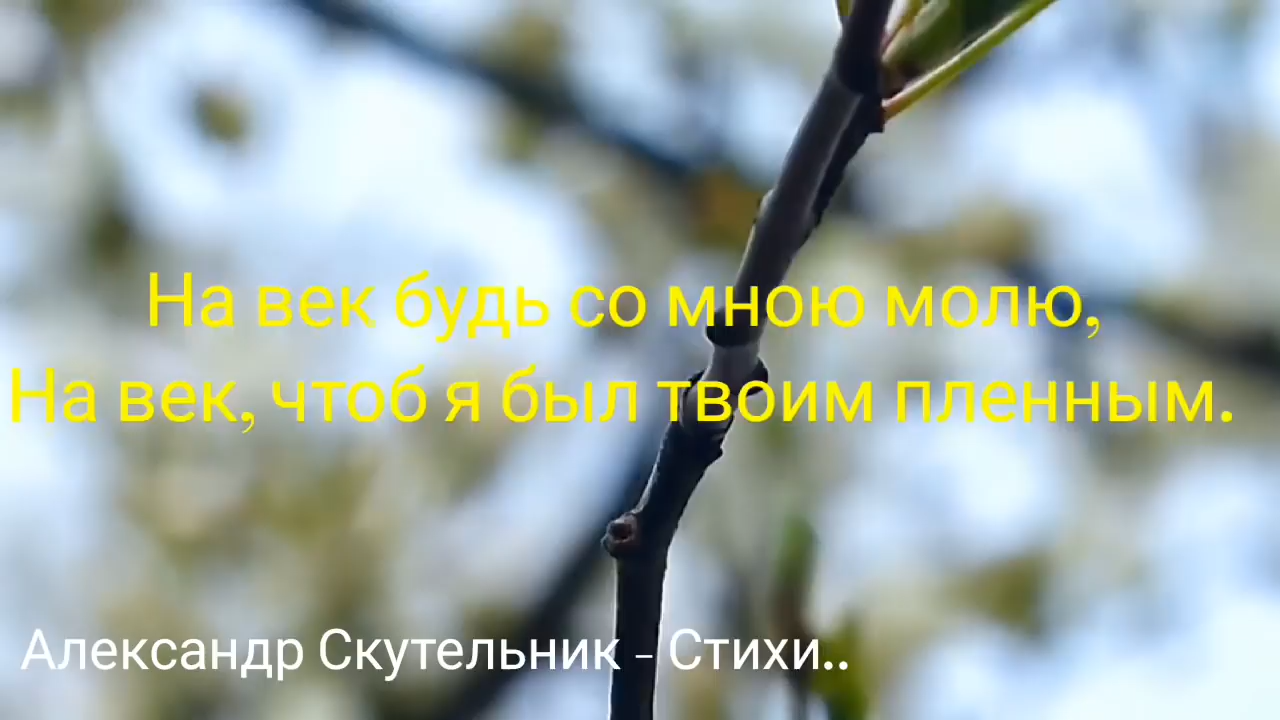 На век будь со мною молю,
На век, чтоб я был твоим пленным.
Александр Скутельник - Стихи..